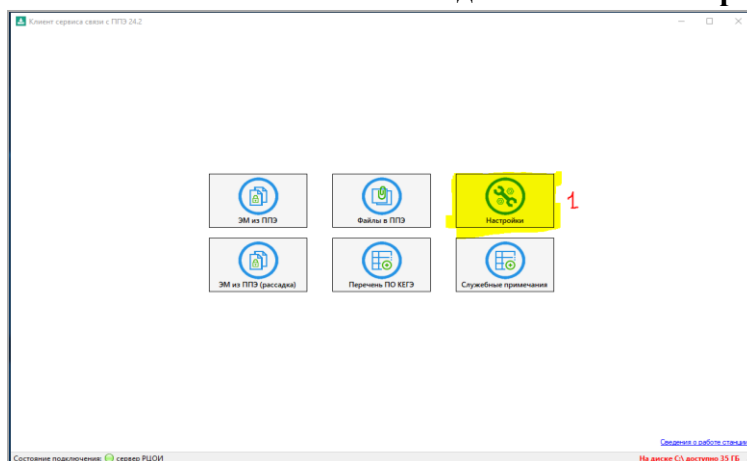 Клиент сервиса связи с ППЭ 24.2
ЭМ из ППЭ
Файлы в ППЭ
Настройки
1
ЭМ из ППЭ (рассадка)
Перечень ПО КЕГЭ
Служебные примечания
Сведения о работе станции
Состояние подключения: сервер РЦОИ
На диске C:\ доступно 35 ГБ